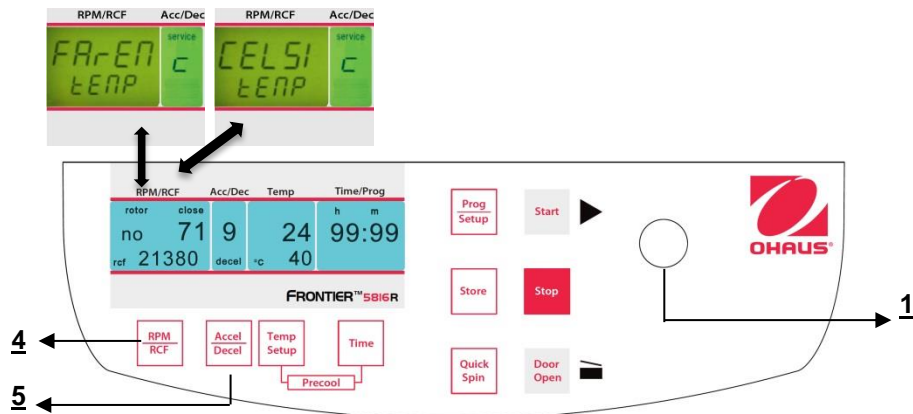 RPM/RCF Acc/Dec
service
FArEN C
tEMP
RPM/RCF Acc/Dec
service
CELSI C
tEMP
RPM/RCF Acc/Dec Temp Time/Prog
rotor close h m
no 71 9 24 99:99
rcf 21380 decel °C 40
FRONTIER™5816R
RPM
RCF
Accel
Decel
Temp
Setup
Time
Precool
Prog
Setup
Start
Store
Stop
Quick
Spin
Door
Open
OHAUS®
1
4
5